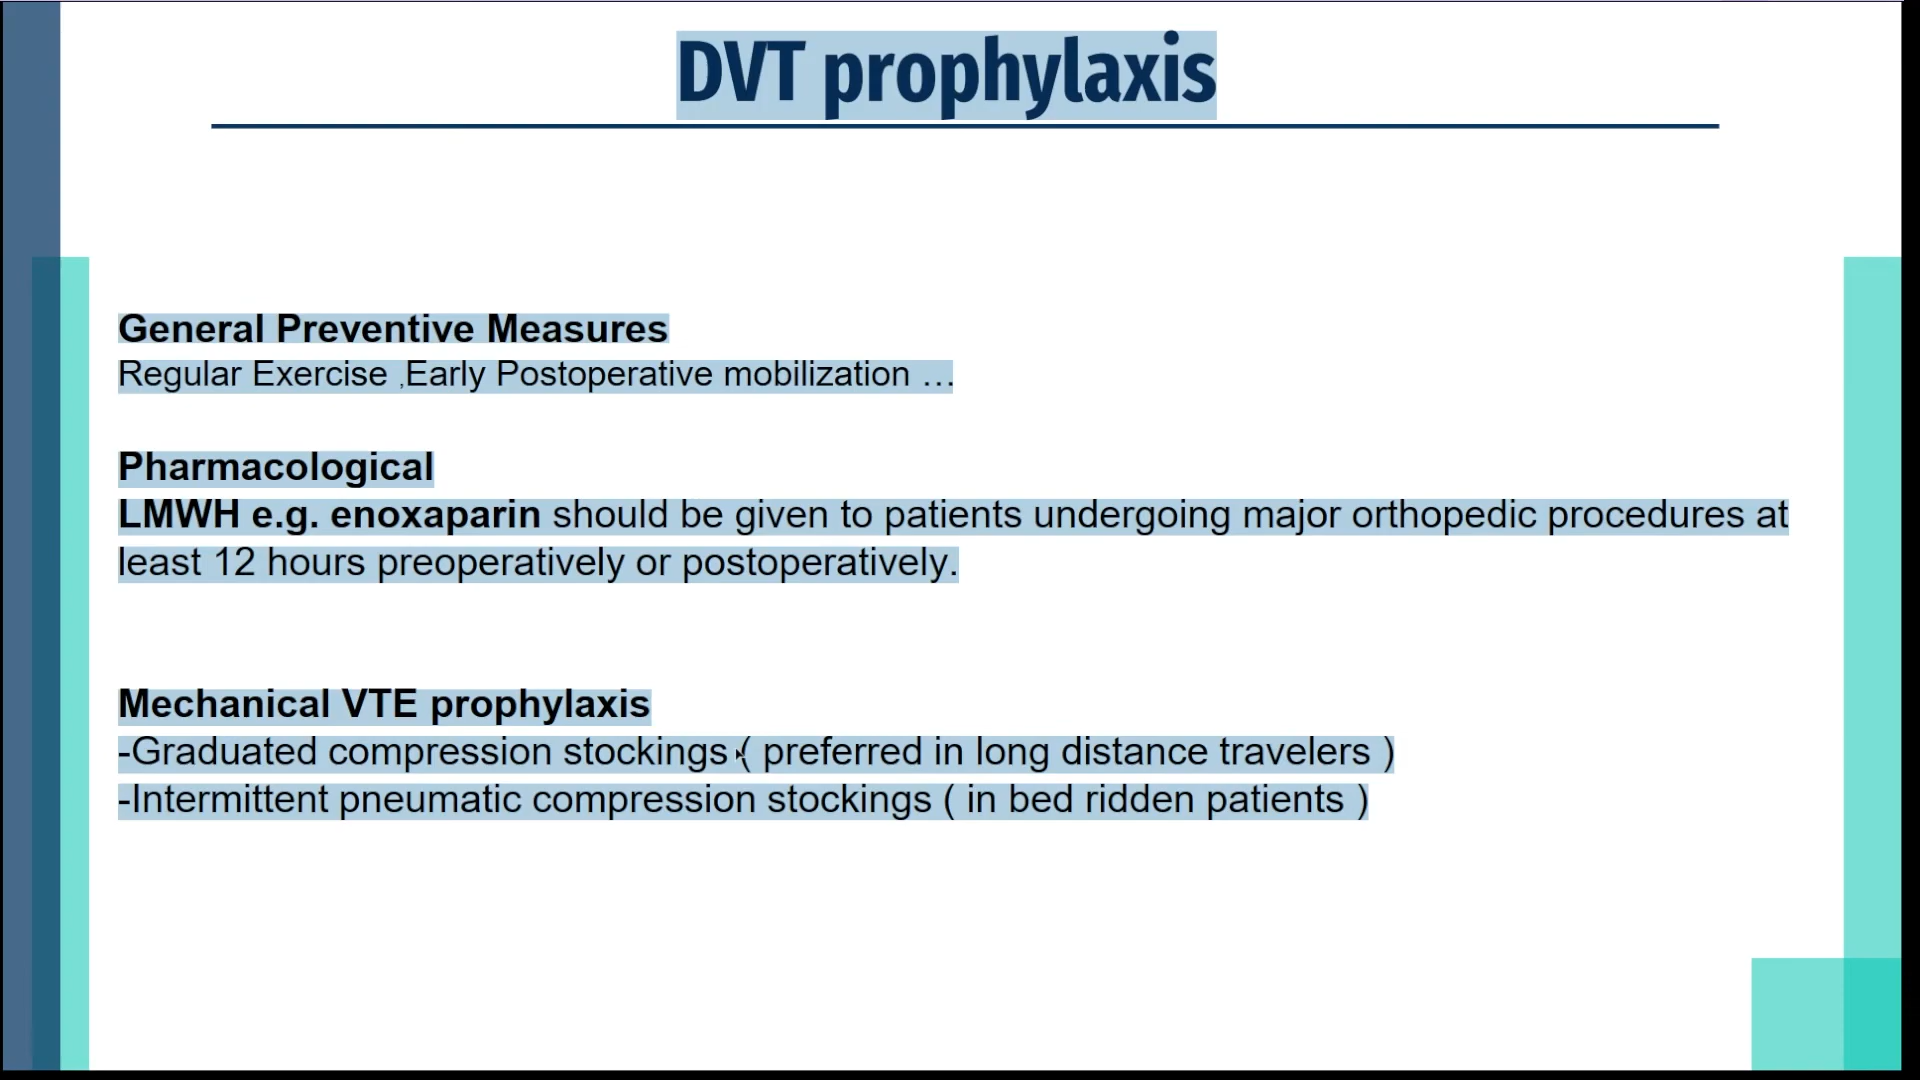 DVT prophylaxis
General Preventive Measures
Regular Exercise ,Early Postoperative mobilization ...
Pharmacological
LMWH e.g. enoxaparin should be given to patients undergoing major orthopedic procedures at
least 12 hours preoperatively or postoperatively.
Mechanical VTE prophylaxis
-Graduated compression stockings ( preferred in long distance travelers )
-Intermittent pneumatic compression stockings ( in bed ridden patients )